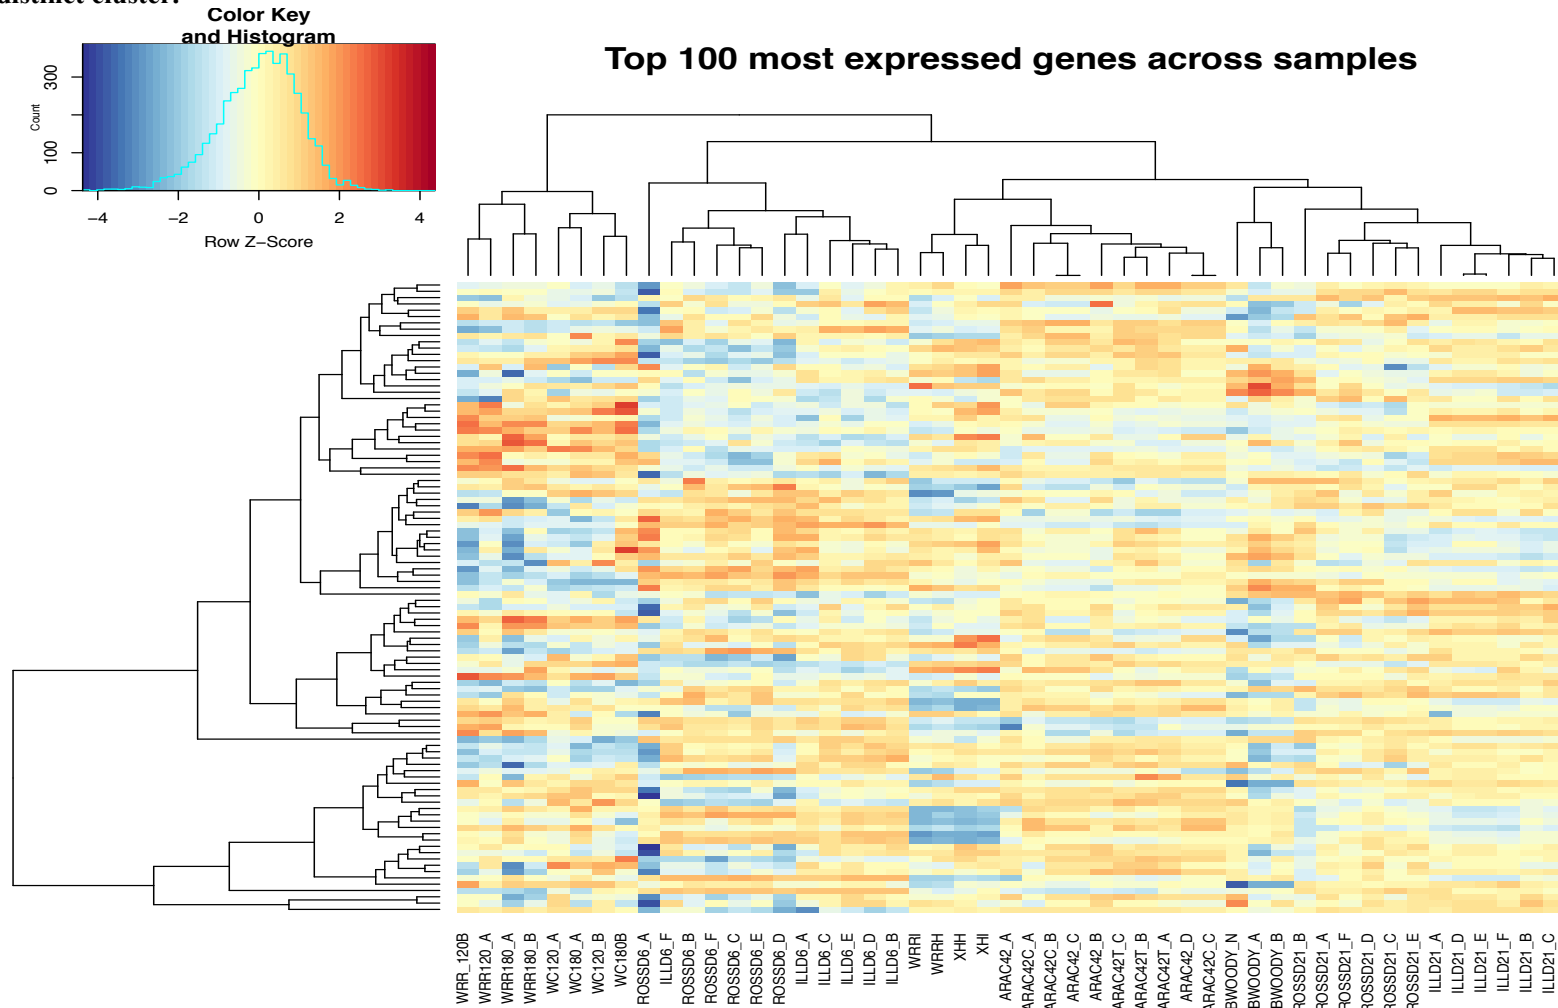 distinct cluster.
Color Key
and Histogram
Count
0
100
300
−4
−2
0
2
4
Row Z−Score
Top 100 most expressed genes across samples
WRR_120B
WRR120_A
WRR180_A
WRR180_B
WC120_A
WC180_A
WC120_B
WC180B
ROSSD6_A
ILLD6_F
ROSSD6_B
ROSSD6_F
ROSSD6_C
ROSSD6_E
ROSSD6_D
ILLD6_A
ILLD6_C
ILLD6_E
ILLD6_D
ILLD6_B
WRRI
WRRH
XHH
XHI
ARAC42_A
ARAC42C_A
ARAC42C_B
ARAC42_C
ARAC42_B
ARAC42T_C
ARAC42T_B
ARAC42T_A
ARAC42_D
ARAC42C_C
BWOODY_N
BWOODY_A
BWOODY_B
ROSSD21_B
ROSSD21_A
ROSSD21_F
ROSSD21_D
ROSSD21_C
ROSSD21_E
ILLD21_A
ILLD21_D
ILLD21_E
ILLD21_F
ILLD21_B
ILLD21_C